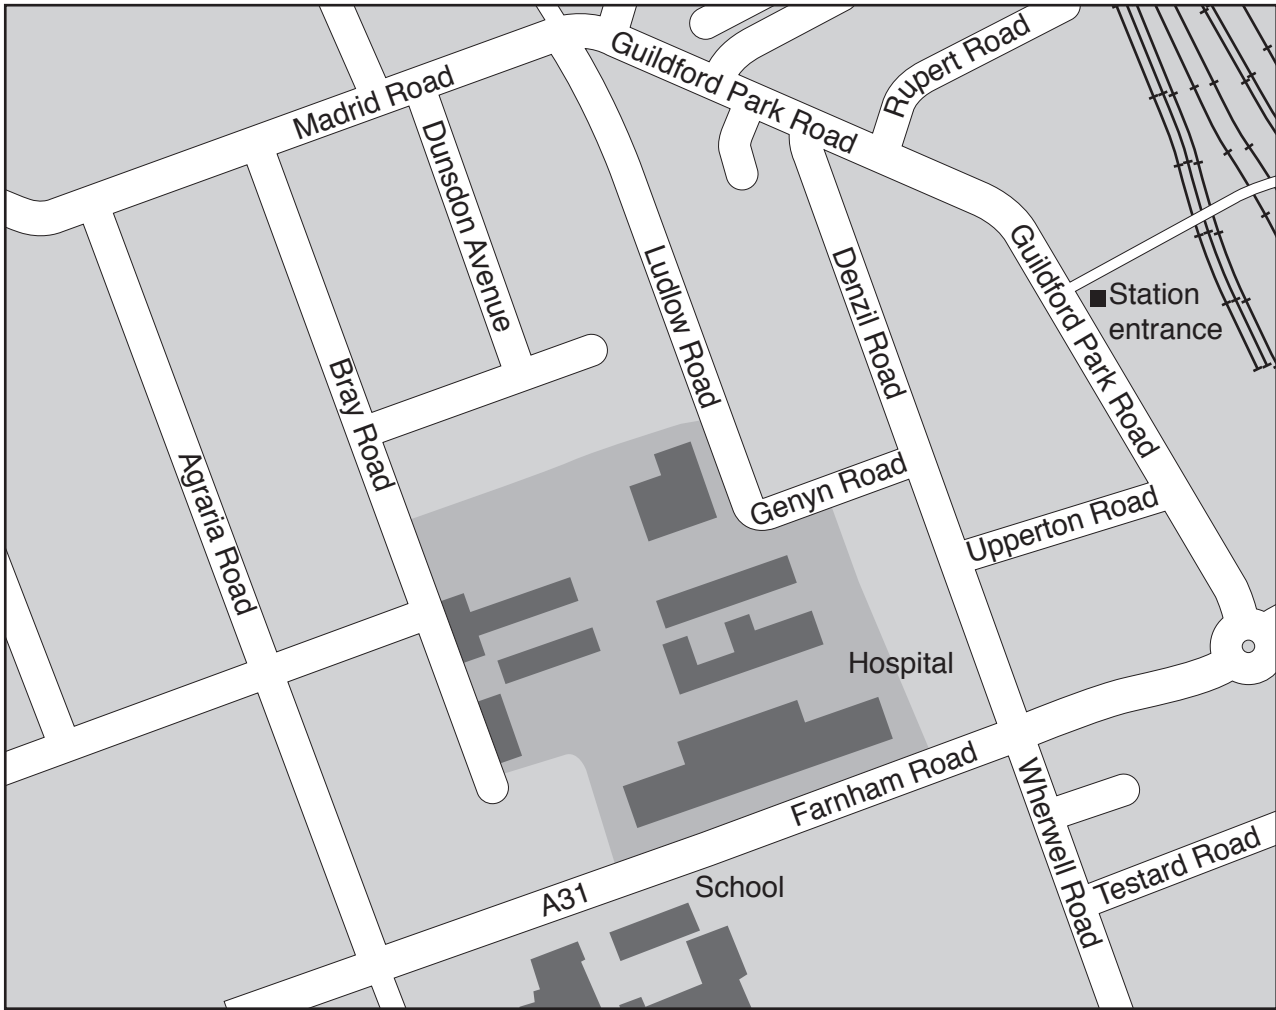 Rupert Road
Guildford Park Road
Madrid Road
Dunsdon Avenue
Ludlow Road
Denzil Road
Guildford Park Road
Station
entrance
Bray Road
Agraria Road
Genyn Road
Upperton Road
Hospital
Farnham Road
Wherwell Road
Testard Road
School
A31